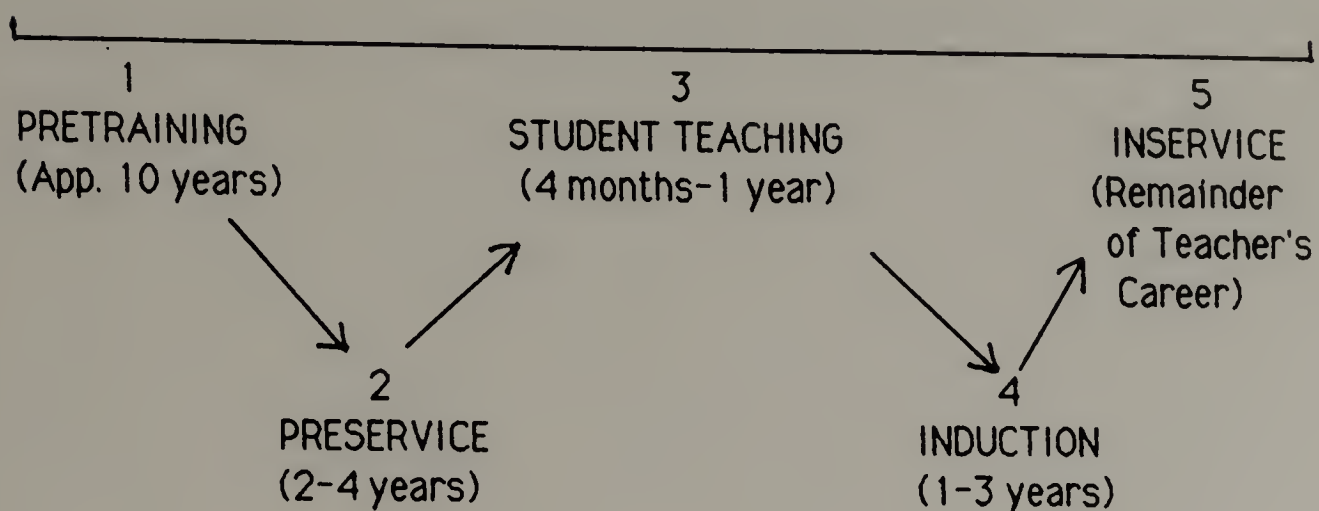 1
PRETRAINING
(App. 10 years)
2
PRESERVICE
(2-4 years)
3
STUDENT TEACHING
(4 months-1 year)
4
INDUCTION
(1-3 years)
5
INSERVICE
(Remainder
of Teacher's
Career)